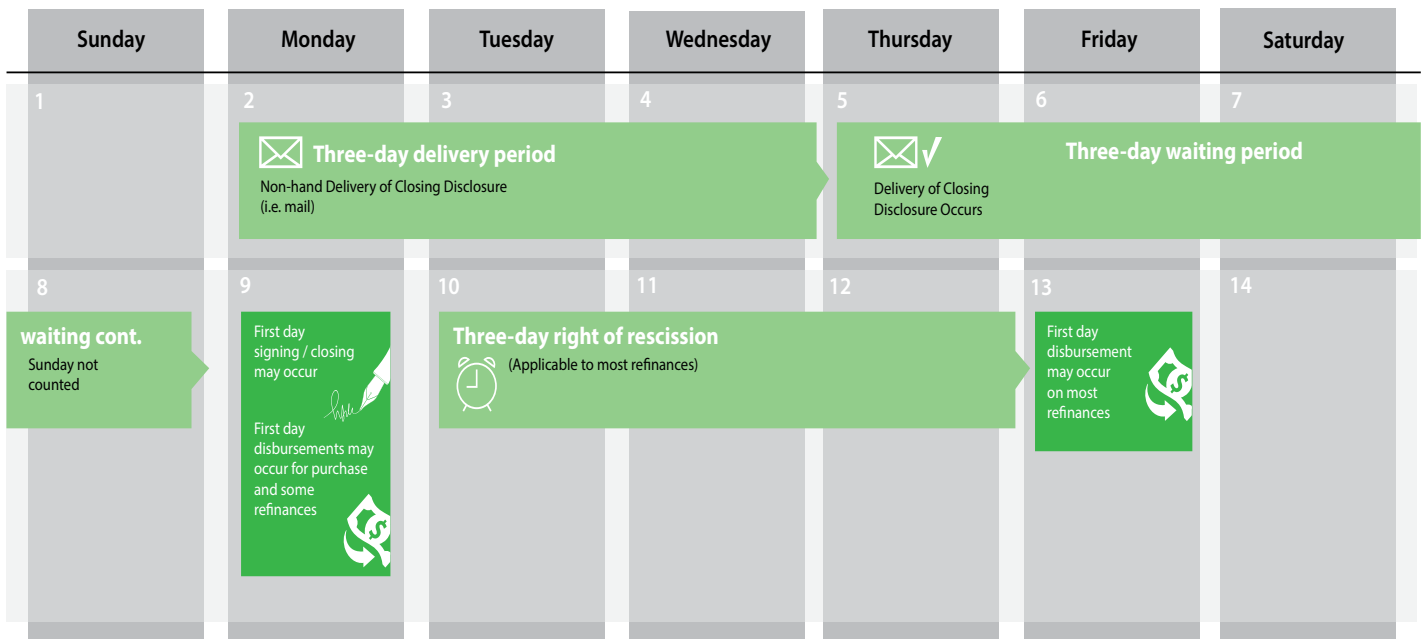 Sunday
Monday
Tuesday
Wednesday
Thursday
Friday
Saturday
1
2
3
4
5
6
7
Three-day delivery period
Non-hand Delivery of Closing Disclosure
(i.e. mail)
Delivery of Closing
Disclosure Occurs
Three-day waiting period
8
9
10
11
12
13
14
waiting cont.
Sunday not
counted
First day
signing / closing
may occur
First day
disbursements may
occur for purchase
and some
refinances
Three-day right of rescission
(Applicable to most refinances)
First day
disbursement
may occur
on most
refinances